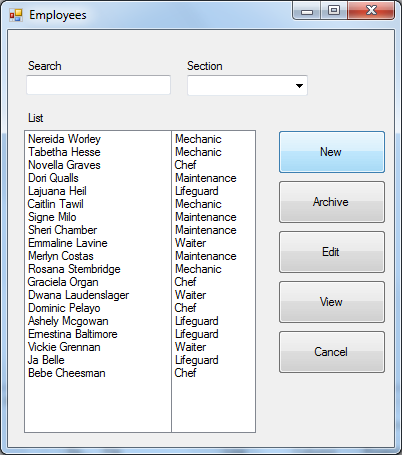 Employees
Search Section
List
Nereida Worley Mechanic
Tabetha Hesse Mechanic
Novella Graves Chef
Dori Qualls Maintenance
Lajuana Heil Lifeguard
Caitlin Tawil Mechanic
Signe Milo Maintenance
Sheri Chamber Maintenance
Emmaline Lavine Waiter
Merlyn Costas Maintenance
Rosana Stembridge Mechanic
Graciela Organ Chef
Dwana Laudenslager Waiter
Dominic Pelayo Chef
Ashely Mcgowan Lifeguard
Ernestina Baltimore Lifeguard
Vickie Grennan Waiter
Ja Belle Lifeguard
Bebe Cheesman Chef
New
Archive
Edit
View
Cancel